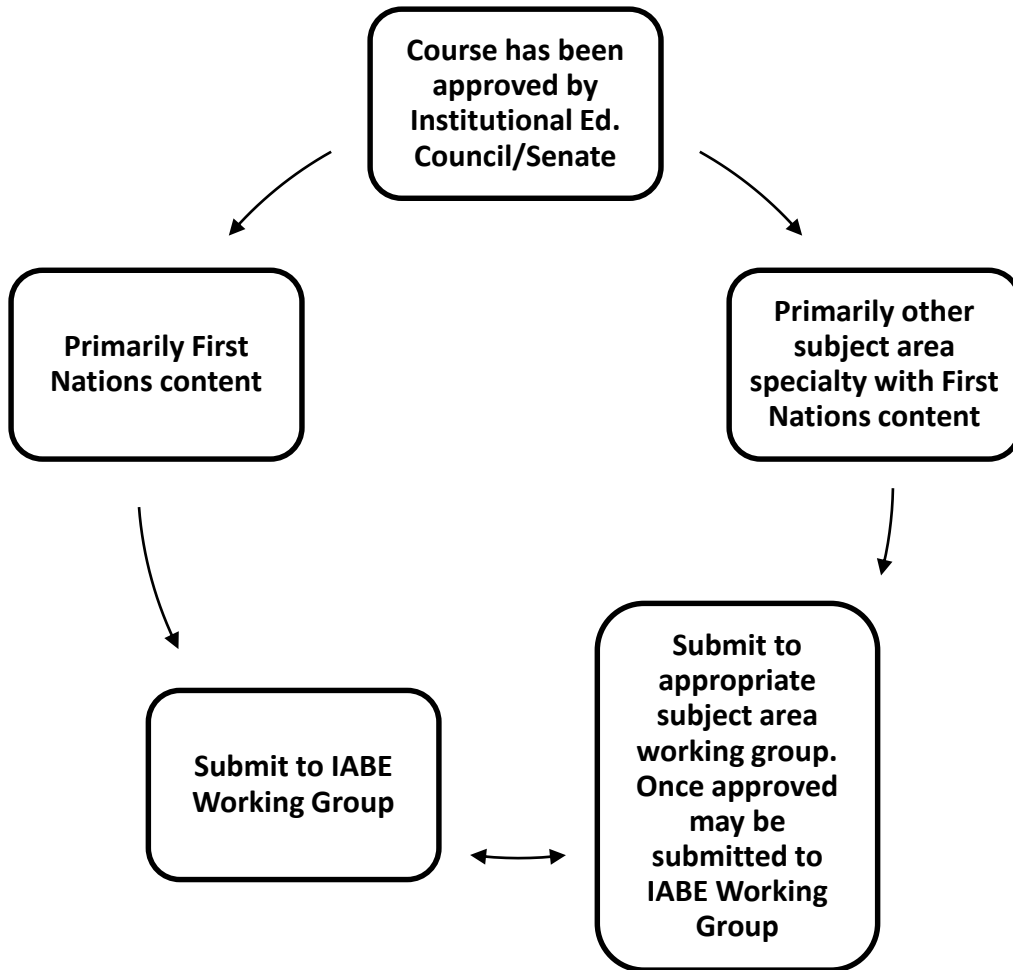 Course has been
approved by
Institutional Ed.
Council/Senate
Primarily First
Nations content
Primarily other
subject area
specialty with First
Nations content
Submit to IABE
Working Group
Submit to
appropriate
subject area
working group.
Once approved
may be
submitted to
IABE Working
Group